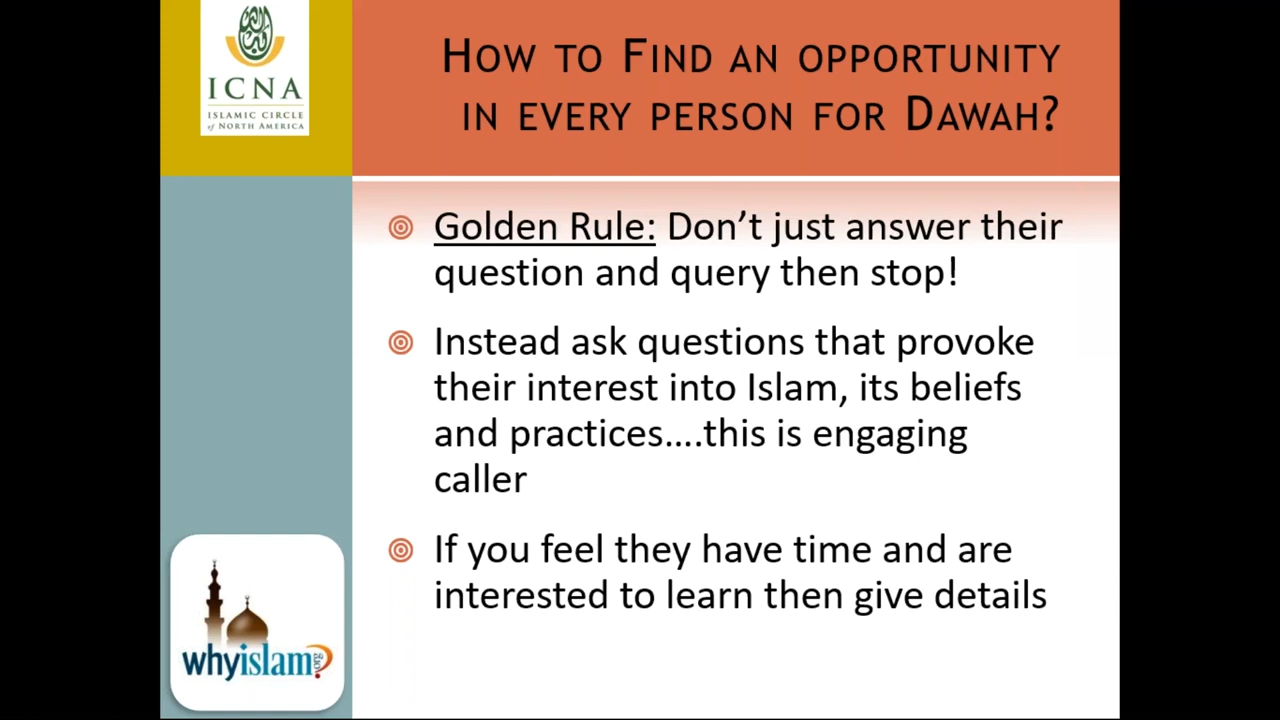 ICNA
ISLAMIC CIRCLE
of NORTH AMERICA
HOW TO FIND AN OPPORTUNITY
IN EVERY PERSON FOR DAWAH?
Golden Rule: Don’t just answer their
question and query then stop!
Instead ask questions that provoke
their interest into Islam, its beliefs
and practices….this is engaging
caller
If you feel they have time and are
interested to learn then give details
whyislam?.org